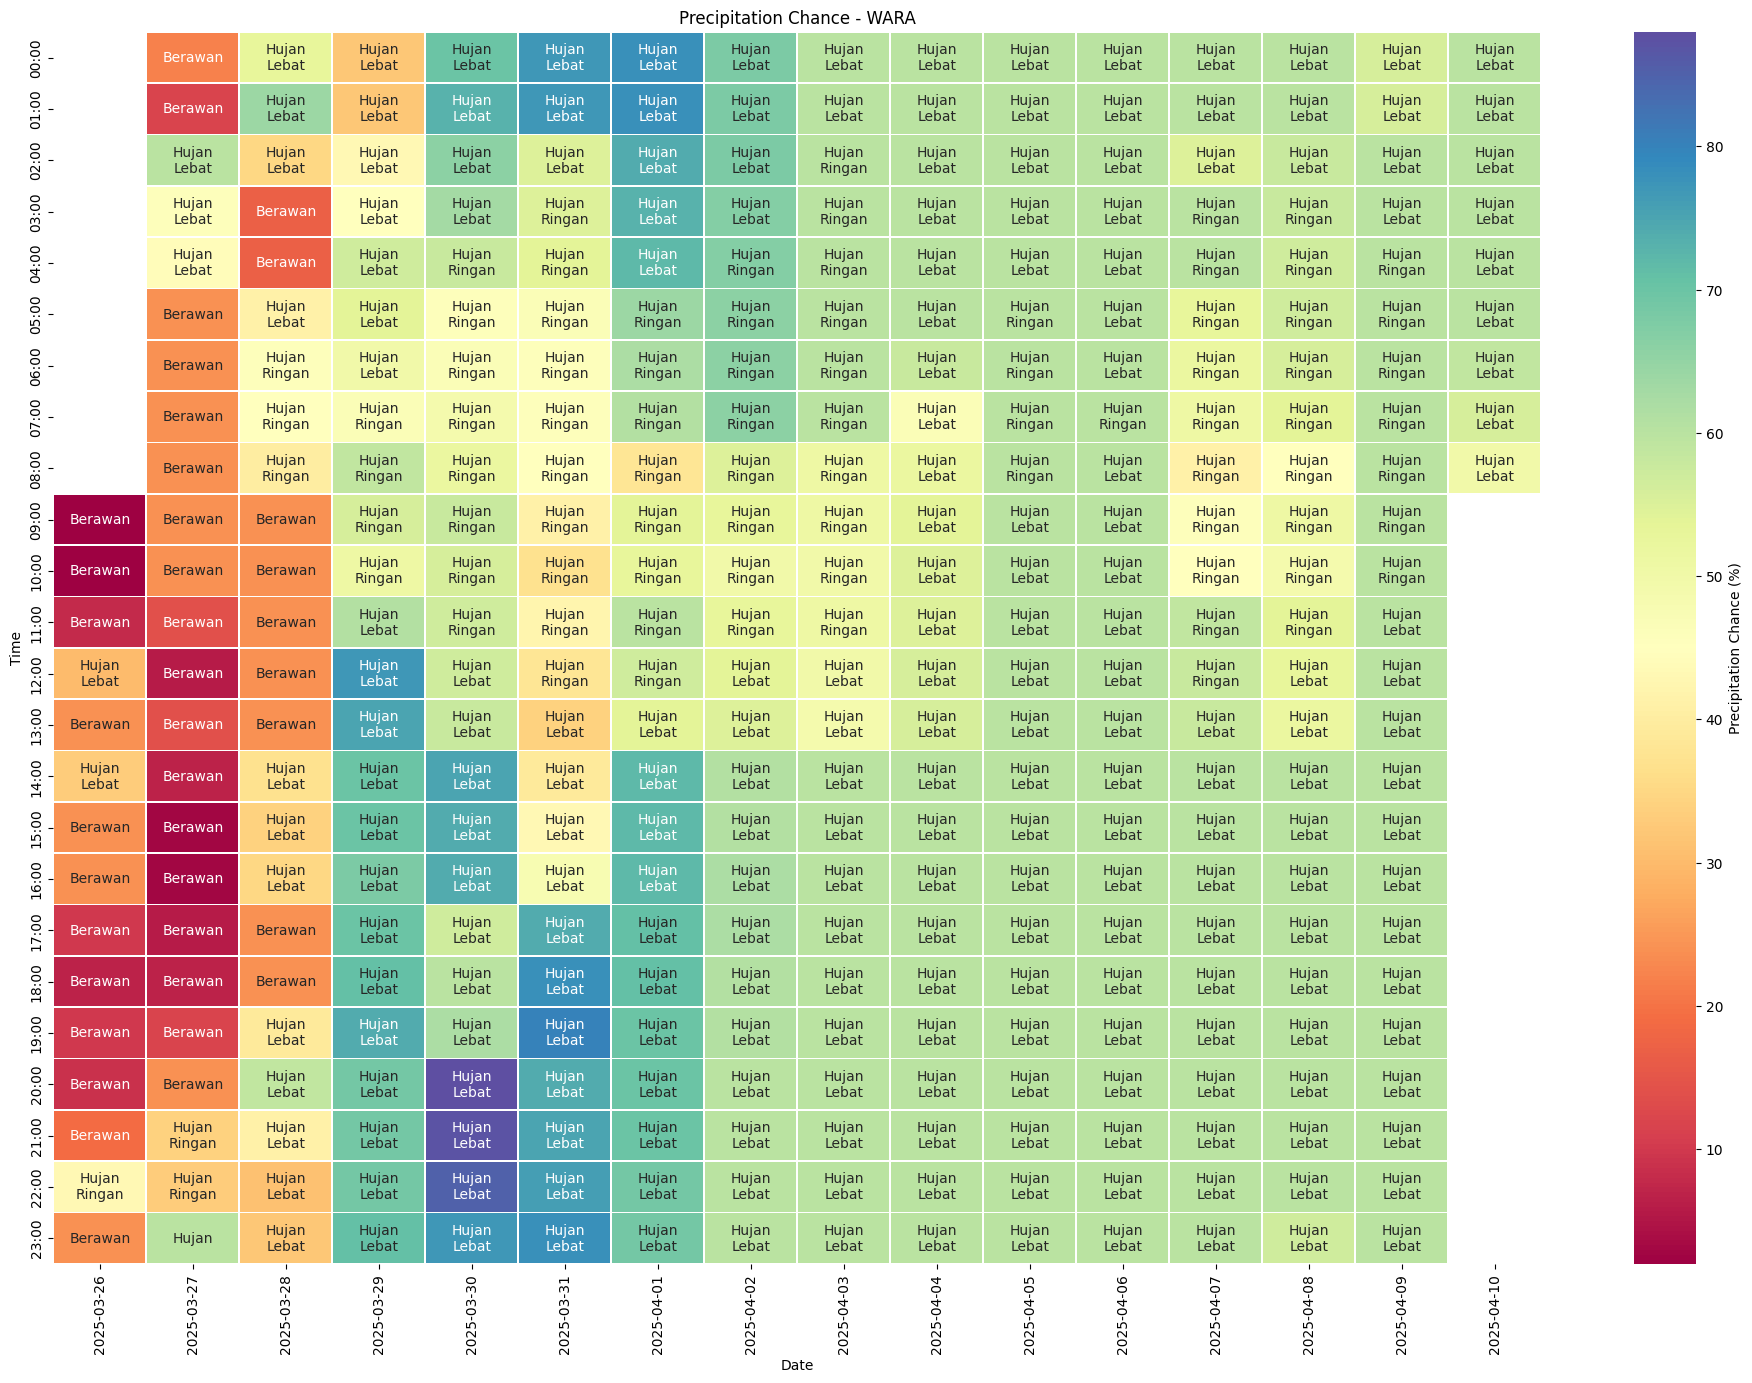 Precipitation Chance - WARA
00:00 Berawan Hujan Lebat Hujan Lebat Hujan Lebat Hujan Lebat Hujan Lebat Hujan Lebat Hujan Lebat Hujan Lebat Hujan Lebat Hujan Lebat Hujan Lebat Hujan Lebat Hujan Lebat Hujan Lebat
01:00 Berawan Hujan Lebat Hujan Lebat Hujan Lebat Hujan Lebat Hujan Lebat Hujan Lebat Hujan Lebat Hujan Lebat Hujan Lebat Hujan Lebat Hujan Lebat Hujan Lebat Hujan Lebat Hujan Lebat
02:00 Hujan Lebat Hujan Lebat Hujan Lebat Hujan Lebat Hujan Lebat Hujan Lebat Hujan Lebat Hujan Ringan Hujan Lebat Hujan Lebat Hujan Lebat Hujan Lebat Hujan Lebat Hujan Lebat Hujan Lebat
03:00 Hujan Lebat Berawan Hujan Lebat Hujan Lebat Hujan Ringan Hujan Lebat Hujan Lebat Hujan Ringan Hujan Lebat Hujan Lebat Hujan Lebat Hujan Ringan Hujan Ringan Hujan Lebat Hujan Lebat
04:00 Hujan Lebat Berawan Hujan Lebat Hujan Ringan Hujan Ringan Hujan Lebat Hujan Ringan Hujan Ringan Hujan Lebat Hujan Lebat Hujan Lebat Hujan Ringan Hujan Ringan Hujan Ringan Hujan Lebat
05:00 Berawan Hujan Lebat Hujan Lebat Hujan Ringan Hujan Ringan Hujan Ringan Hujan Ringan Hujan Ringan Hujan Lebat Hujan Ringan Hujan Lebat Hujan Ringan Hujan Ringan Hujan Ringan Hujan Lebat
06:00 Berawan Hujan Ringan Hujan Lebat Hujan Ringan Hujan Ringan Hujan Ringan Hujan Ringan Hujan Ringan Hujan Lebat Hujan Ringan Hujan Lebat Hujan Ringan Hujan Ringan Hujan Ringan Hujan Lebat
07:00 Berawan Hujan Ringan Hujan Ringan Hujan Ringan Hujan Ringan Hujan Ringan Hujan Ringan Hujan Ringan Hujan Lebat Hujan Ringan Hujan Ringan Hujan Ringan Hujan Ringan Hujan Ringan Hujan Lebat
08:00 Berawan Hujan Ringan Hujan Ringan Hujan Ringan Hujan Ringan Hujan Ringan Hujan Ringan Hujan Ringan Hujan Lebat Hujan Ringan Hujan Lebat Hujan Ringan Hujan Ringan Hujan Ringan Hujan Lebat
09:00 Berawan Berawan Berawan Hujan Ringan Hujan Ringan Hujan Ringan Hujan Ringan Hujan Ringan Hujan Ringan Hujan Lebat Hujan Lebat Hujan Lebat Hujan Ringan Hujan Ringan Hujan Ringan
10:00 Berawan Berawan Berawan Hujan Ringan Hujan Ringan Hujan Ringan Hujan Ringan Hujan Ringan Hujan Ringan Hujan Lebat Hujan Lebat Hujan Lebat Hujan Ringan Hujan Ringan Hujan Ringan
11:00 Berawan Berawan Berawan Hujan Lebat Hujan Ringan Hujan Ringan Hujan Ringan Hujan Ringan Hujan Ringan Hujan Lebat Hujan Lebat Hujan Lebat Hujan Ringan Hujan Ringan Hujan Lebat
12:00 Hujan Lebat Berawan Berawan Hujan Lebat Hujan Lebat Hujan Ringan Hujan Ringan Hujan Lebat Hujan Lebat Hujan Lebat Hujan Lebat Hujan Lebat Hujan Ringan Hujan Lebat Hujan Lebat
13:00 Berawan Berawan Berawan Hujan Lebat Hujan Lebat Hujan Lebat Hujan Lebat Hujan Lebat Hujan Lebat Hujan Lebat Hujan Lebat Hujan Lebat Hujan Lebat Hujan Lebat Hujan Lebat
14:00 Hujan Lebat Berawan Hujan Lebat Hujan Lebat Hujan Lebat Hujan Lebat Hujan Lebat Hujan Lebat Hujan Lebat Hujan Lebat Hujan Lebat Hujan Lebat Hujan Lebat Hujan Lebat Hujan Lebat
15:00 Berawan Berawan Hujan Lebat Hujan Lebat Hujan Lebat Hujan Lebat Hujan Lebat Hujan Lebat Hujan Lebat Hujan Lebat Hujan Lebat Hujan Lebat Hujan Lebat Hujan Lebat Hujan Lebat
16:00 Berawan Berawan Hujan Lebat Hujan Lebat Hujan Lebat Hujan Lebat Hujan Lebat Hujan Lebat Hujan Lebat Hujan Lebat Hujan Lebat Hujan Lebat Hujan Lebat Hujan Lebat Hujan Lebat
17:00 Berawan Berawan Berawan Hujan Lebat Hujan Lebat Hujan Lebat Hujan Lebat Hujan Lebat Hujan Lebat Hujan Lebat Hujan Lebat Hujan Lebat Hujan Lebat Hujan Lebat Hujan Lebat
18:00 Berawan Berawan Berawan Hujan Lebat Hujan Lebat Hujan Lebat Hujan Lebat Hujan Lebat Hujan Lebat Hujan Lebat Hujan Lebat Hujan Lebat Hujan Lebat Hujan Lebat Hujan Lebat
19:00 Berawan Berawan Hujan Lebat Hujan Lebat Hujan Lebat Hujan Lebat Hujan Lebat Hujan Lebat Hujan Lebat Hujan Lebat Hujan Lebat Hujan Lebat Hujan Lebat Hujan Lebat Hujan Lebat
20:00 Berawan Berawan Hujan Lebat Hujan Lebat Hujan Lebat Hujan Lebat Hujan Lebat Hujan Lebat Hujan Lebat Hujan Lebat Hujan Lebat Hujan Lebat Hujan Lebat Hujan Lebat Hujan Lebat
21:00 Berawan Hujan Ringan Hujan Lebat Hujan Lebat Hujan Lebat Hujan Lebat Hujan Lebat Hujan Lebat Hujan Lebat Hujan Lebat Hujan Lebat Hujan Lebat Hujan Lebat Hujan Lebat Hujan Lebat
22:00 Hujan Ringan Hujan Ringan Hujan Lebat Hujan Lebat Hujan Lebat Hujan Lebat Hujan Lebat Hujan Lebat Hujan Lebat Hujan Lebat Hujan Lebat Hujan Lebat Hujan Lebat Hujan Lebat Hujan Lebat
23:00 Berawan Hujan Hujan Lebat Hujan Lebat Hujan Lebat Hujan Lebat Hujan Lebat Hujan Lebat Hujan Lebat Hujan Lebat Hujan Lebat Hujan Lebat Hujan Lebat Hujan Lebat Hujan Lebat
Time
2025-03-26 2025-03-27 2025-03-28 2025-03-29 2025-03-30 2025-03-31 2025-04-01 2025-04-02 2025-04-03 2025-04-04 2025-04-05 2025-04-06 2025-04-07 2025-04-08 2025-04-09 2025-04-10
Date
80
70
60
50
40
30
20
10
Precipitation Chance (%)